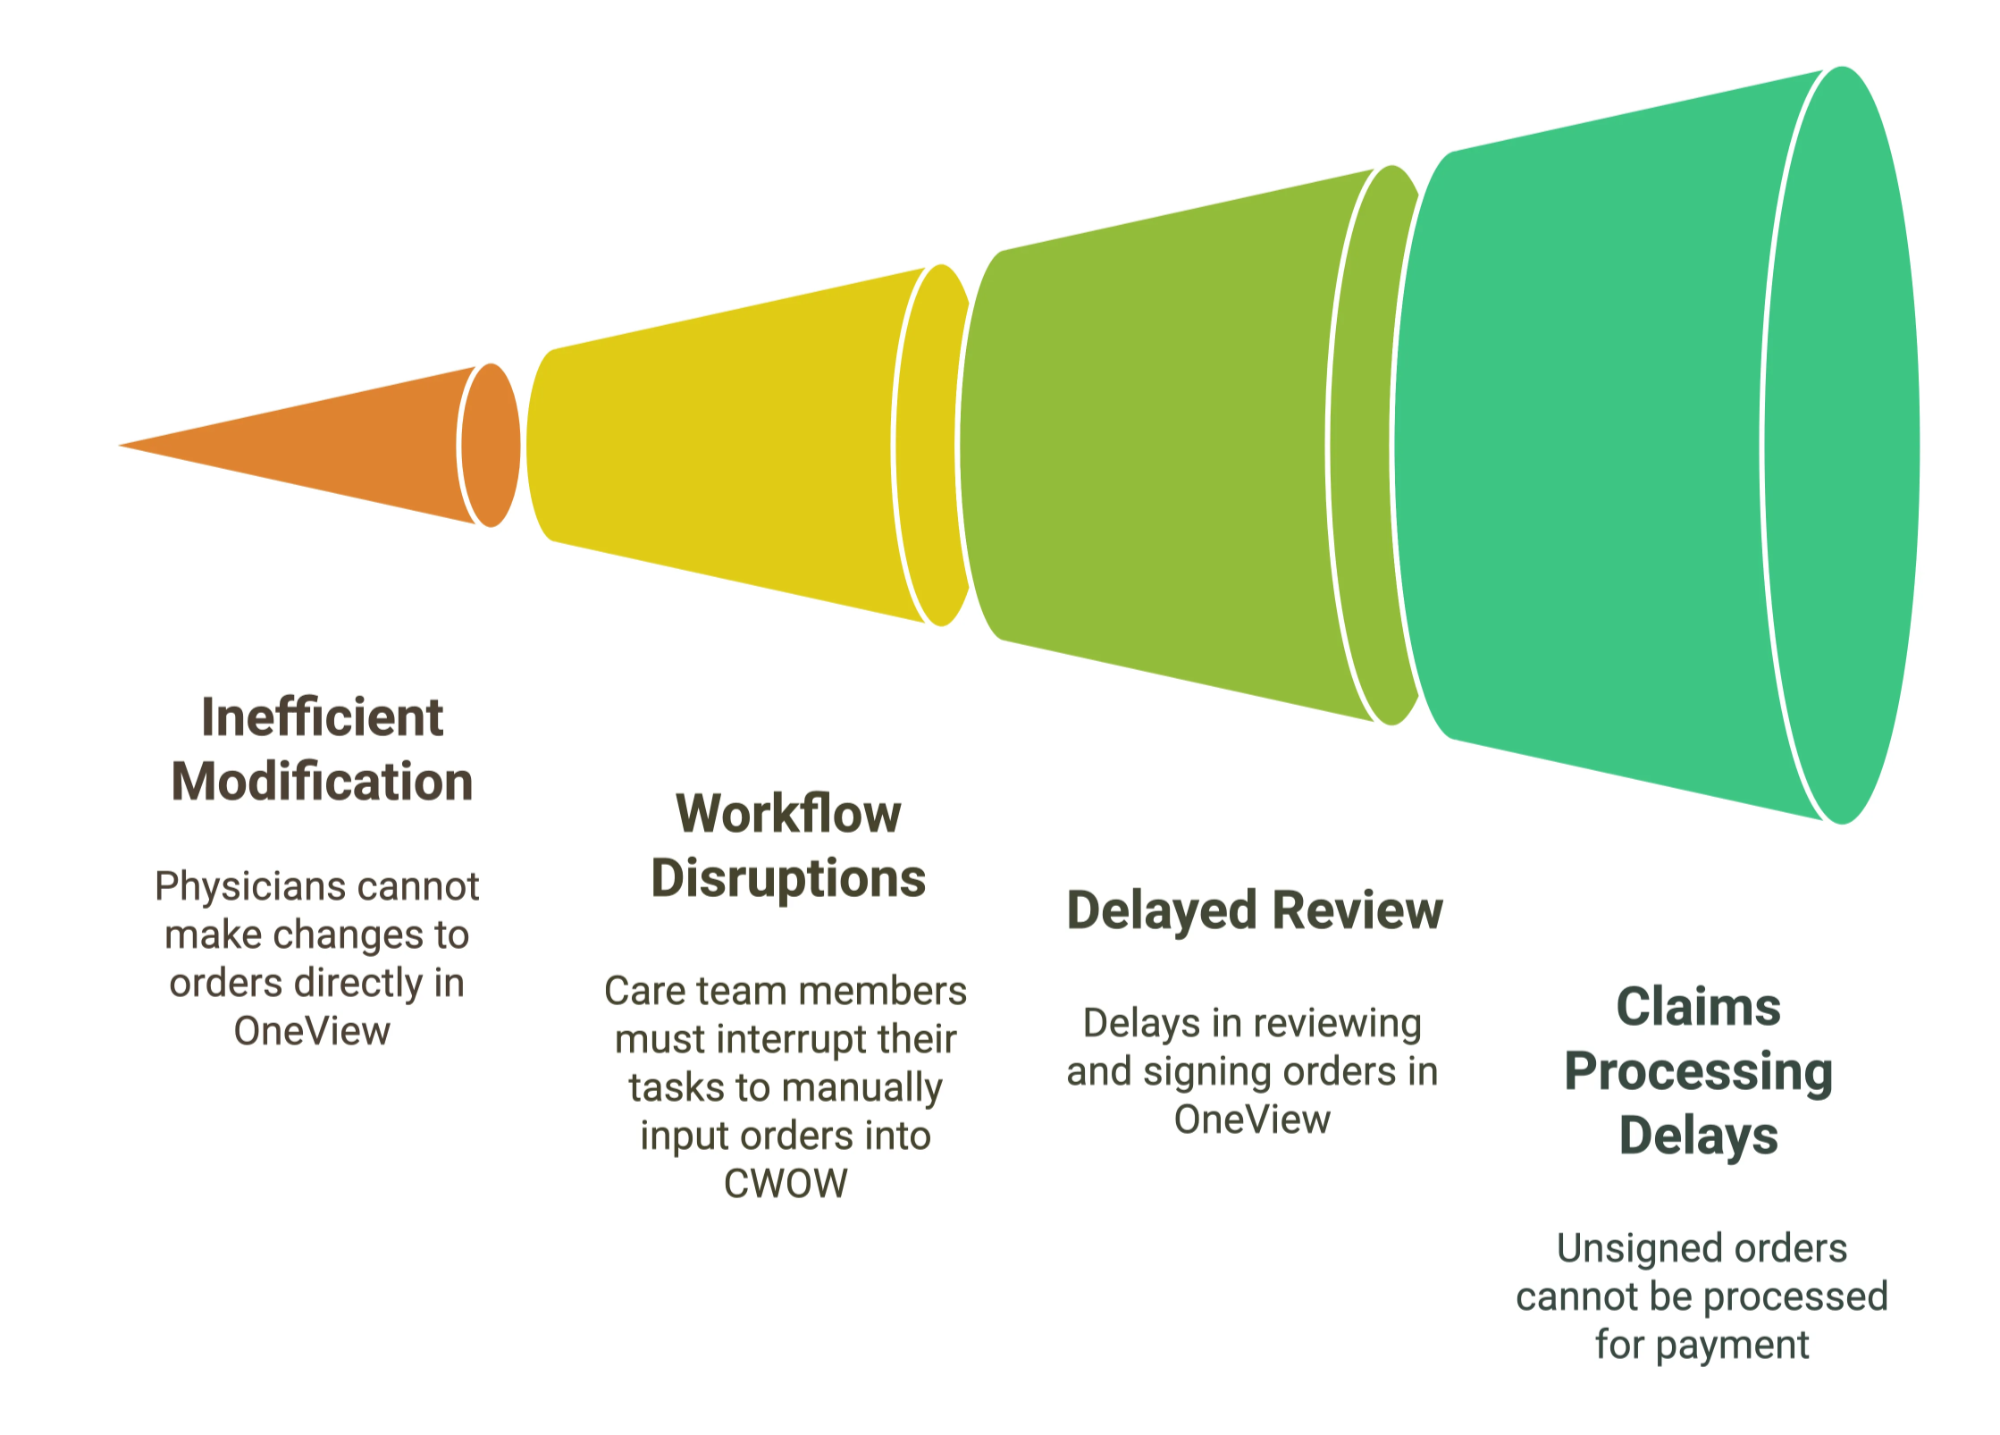 Inefficient
Modification
Physicians cannot
make changes to
orders directly in
OneView
Workflow
Disruptions
Care team members
must interrupt their
tasks to manually
input orders into
CWOW
Delayed Review
Delays in reviewing
and signing orders in
OneView
Claims
Processing
Delays
Unsigned orders
cannot be processed
for payment